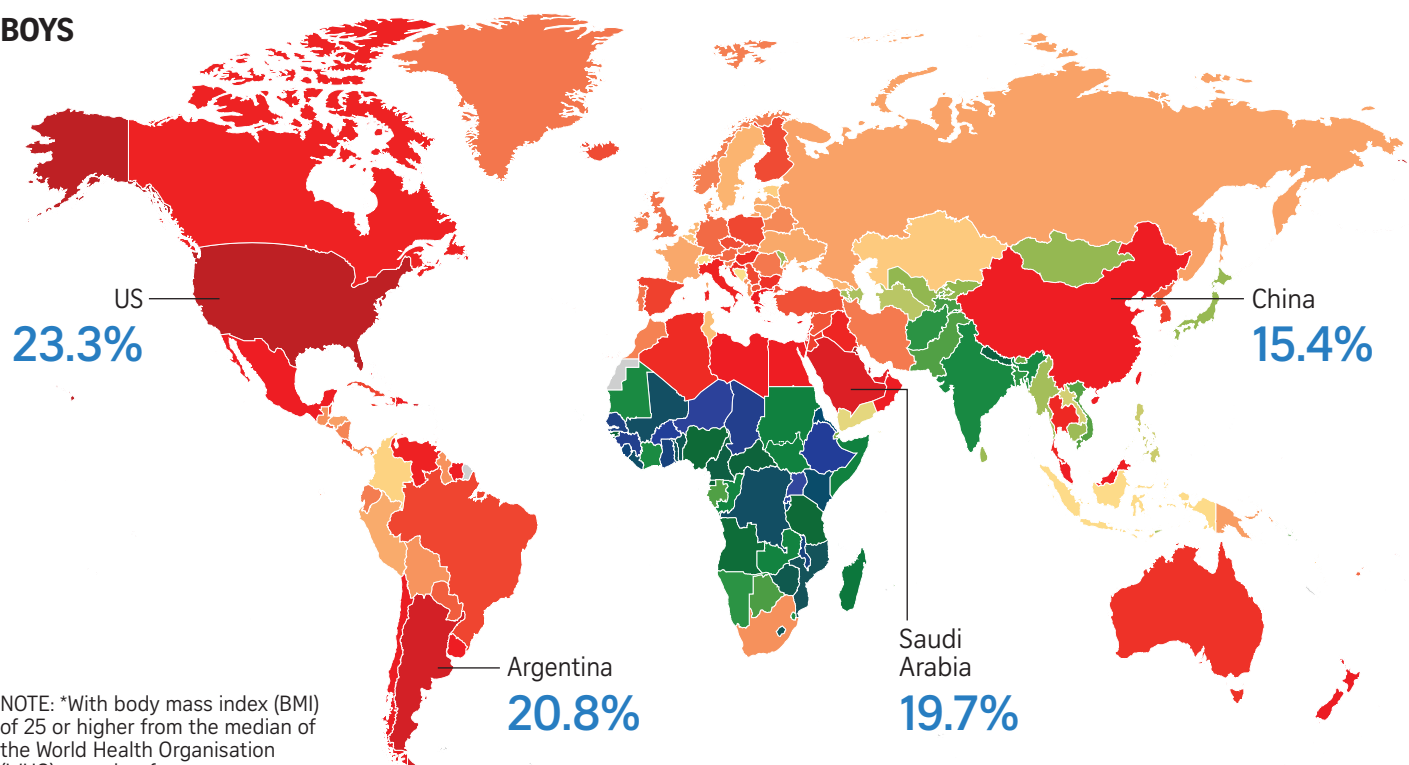 BOYS
US
23.3%
China
15.4%
Saudi
Arabia
19.7%
Argentina
20.8%
NOTE: *With body mass index (BMI)
of 25 or higher from the median of
the World Health Organisation